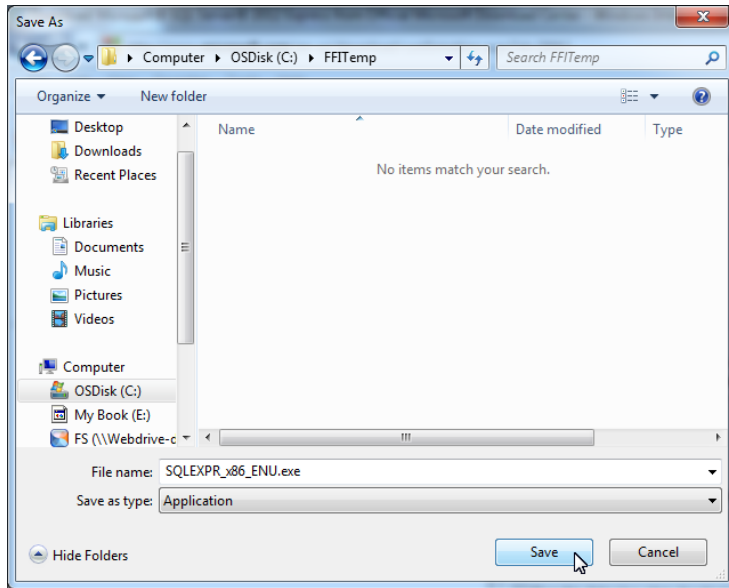 Save As
Computer OSDisk (C:) FFITemp Search FFITemp
Organize New folder
Desktop
Downloads
Recent Places
Libraries
Documents
Music
Pictures
Videos
Computer
OSDisk (C:)
My Book (E:)
FS (\\Webdrive-c
Name Date modified Type
No items match your search.
File name: SQLEXPR_x86_ENU.exe
Save as type: Application
Hide Folders Save Cancel